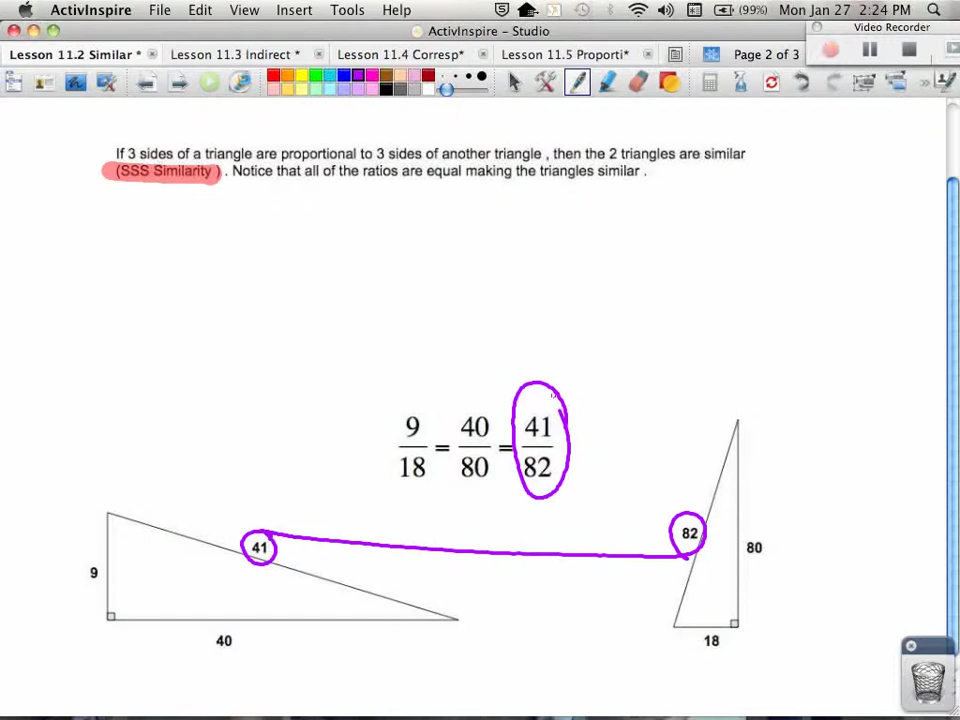 ActivInspire File Edit View Insert Tools Help (99%) Mon Jan 27 2:24 PM
ActivInspire - Studio
Video Recorder
Lesson 11.2 Similar * Lesson 11.3 Indirect * Lesson 11.4 Corresp* Lesson 11.5 Proporti* Page 2 of 3
If 3 sides of a triangle are proportional to 3 sides of another triangle , then the 2 triangles are similar
(SSS Similarity ) . Notice that all of the ratios are equal making the triangles similar .
9 40 41
= =
18 80 82
41 82 80
9
40 18